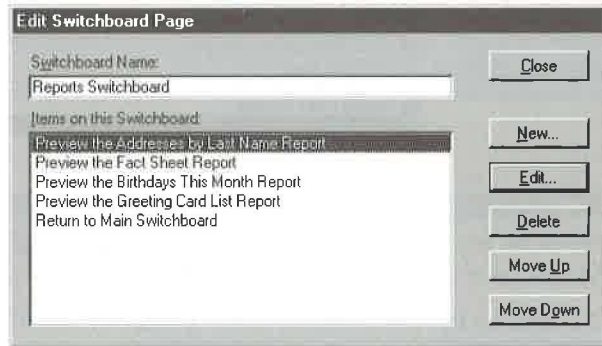 Edit Switchboard Page
Switchboard Name:
Reports Switchboard
Close
Items on this Switchboard:
Preview the Addresses by Last Name Report
Preview the Fact Sheet Report
Preview the Birthdays This Month Report
Preview the Greeting Card List Report
Return to Main Switchboard
New...
Edit...
Delete
Move Up
Move Down